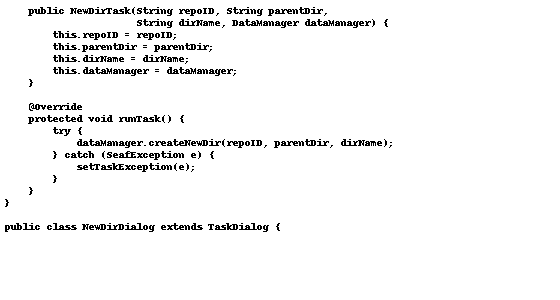 public NewDirTask(String repoID, String parentDir,
                      String dirName, DataManager dataManager) {
        this.repoID = repoID;
        this.parentDir = parentDir;
        this.dirName = dirName;
        this.dataManager = dataManager;
    }

    @Override
    protected void runTask() {
        try {
            dataManager.createNewDir(repoID, parentDir, dirName);
        } catch (SeafException e) {
            setTaskException(e);
        }
    }
}

public class NewDirDialog extends TaskDialog {